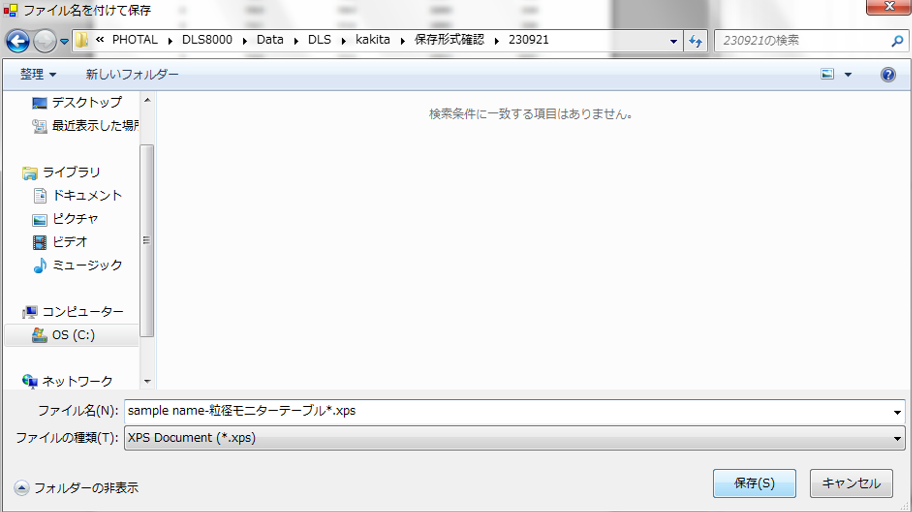 ファイル名を付けて保存
« PHOTAL ▸ DLS8000 ▸ Data ▸ DLS ▸ kakita ▸ 保存形式確認 ▸ 230921
230921の検索
整理 ▼ 新しいフォルダー
デスクトップ
最近表示した場所
ライブラリ
ドキュメント
ピクチャ
ビデオ
ミュージック
コンピューター
OS (C:)
ネットワーク
検索条件に一致する項目はありません。
ファイル名(N): sample name-粒径モニターテーブル*.xps
ファイルの種類(T): XPS Document (*.xps)
フォルダーの非表示
保存(S) キャンセル